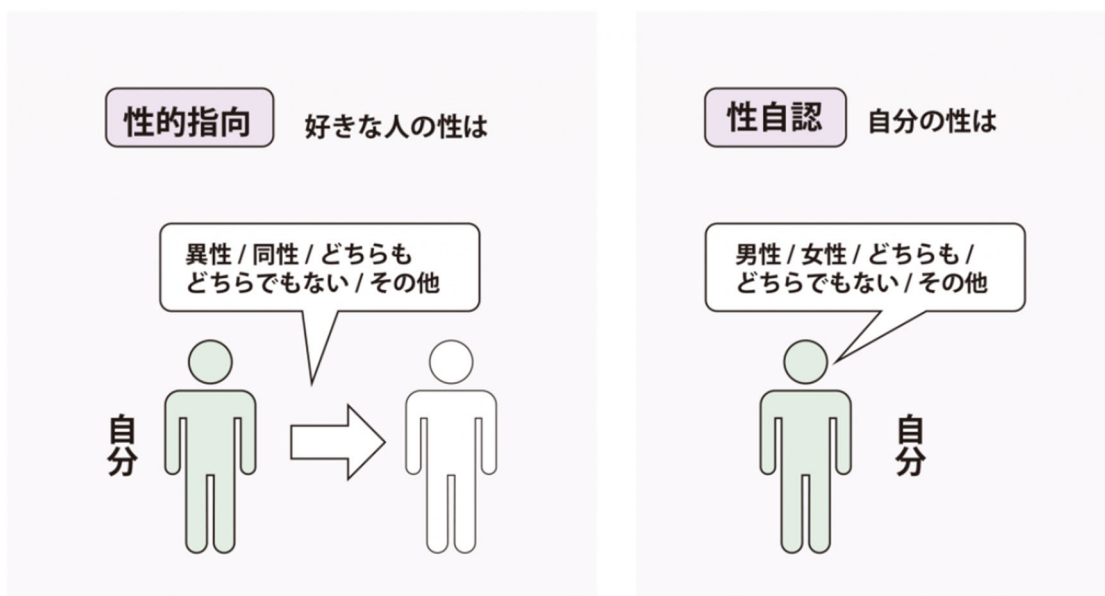 性的指向
好きな人の性は
異性 / 同性 / どちらも
どちらでもない / その他
自分
性自認
自分の性は
男性 / 女性 / どちらも /
どちらでもない / その他
自分